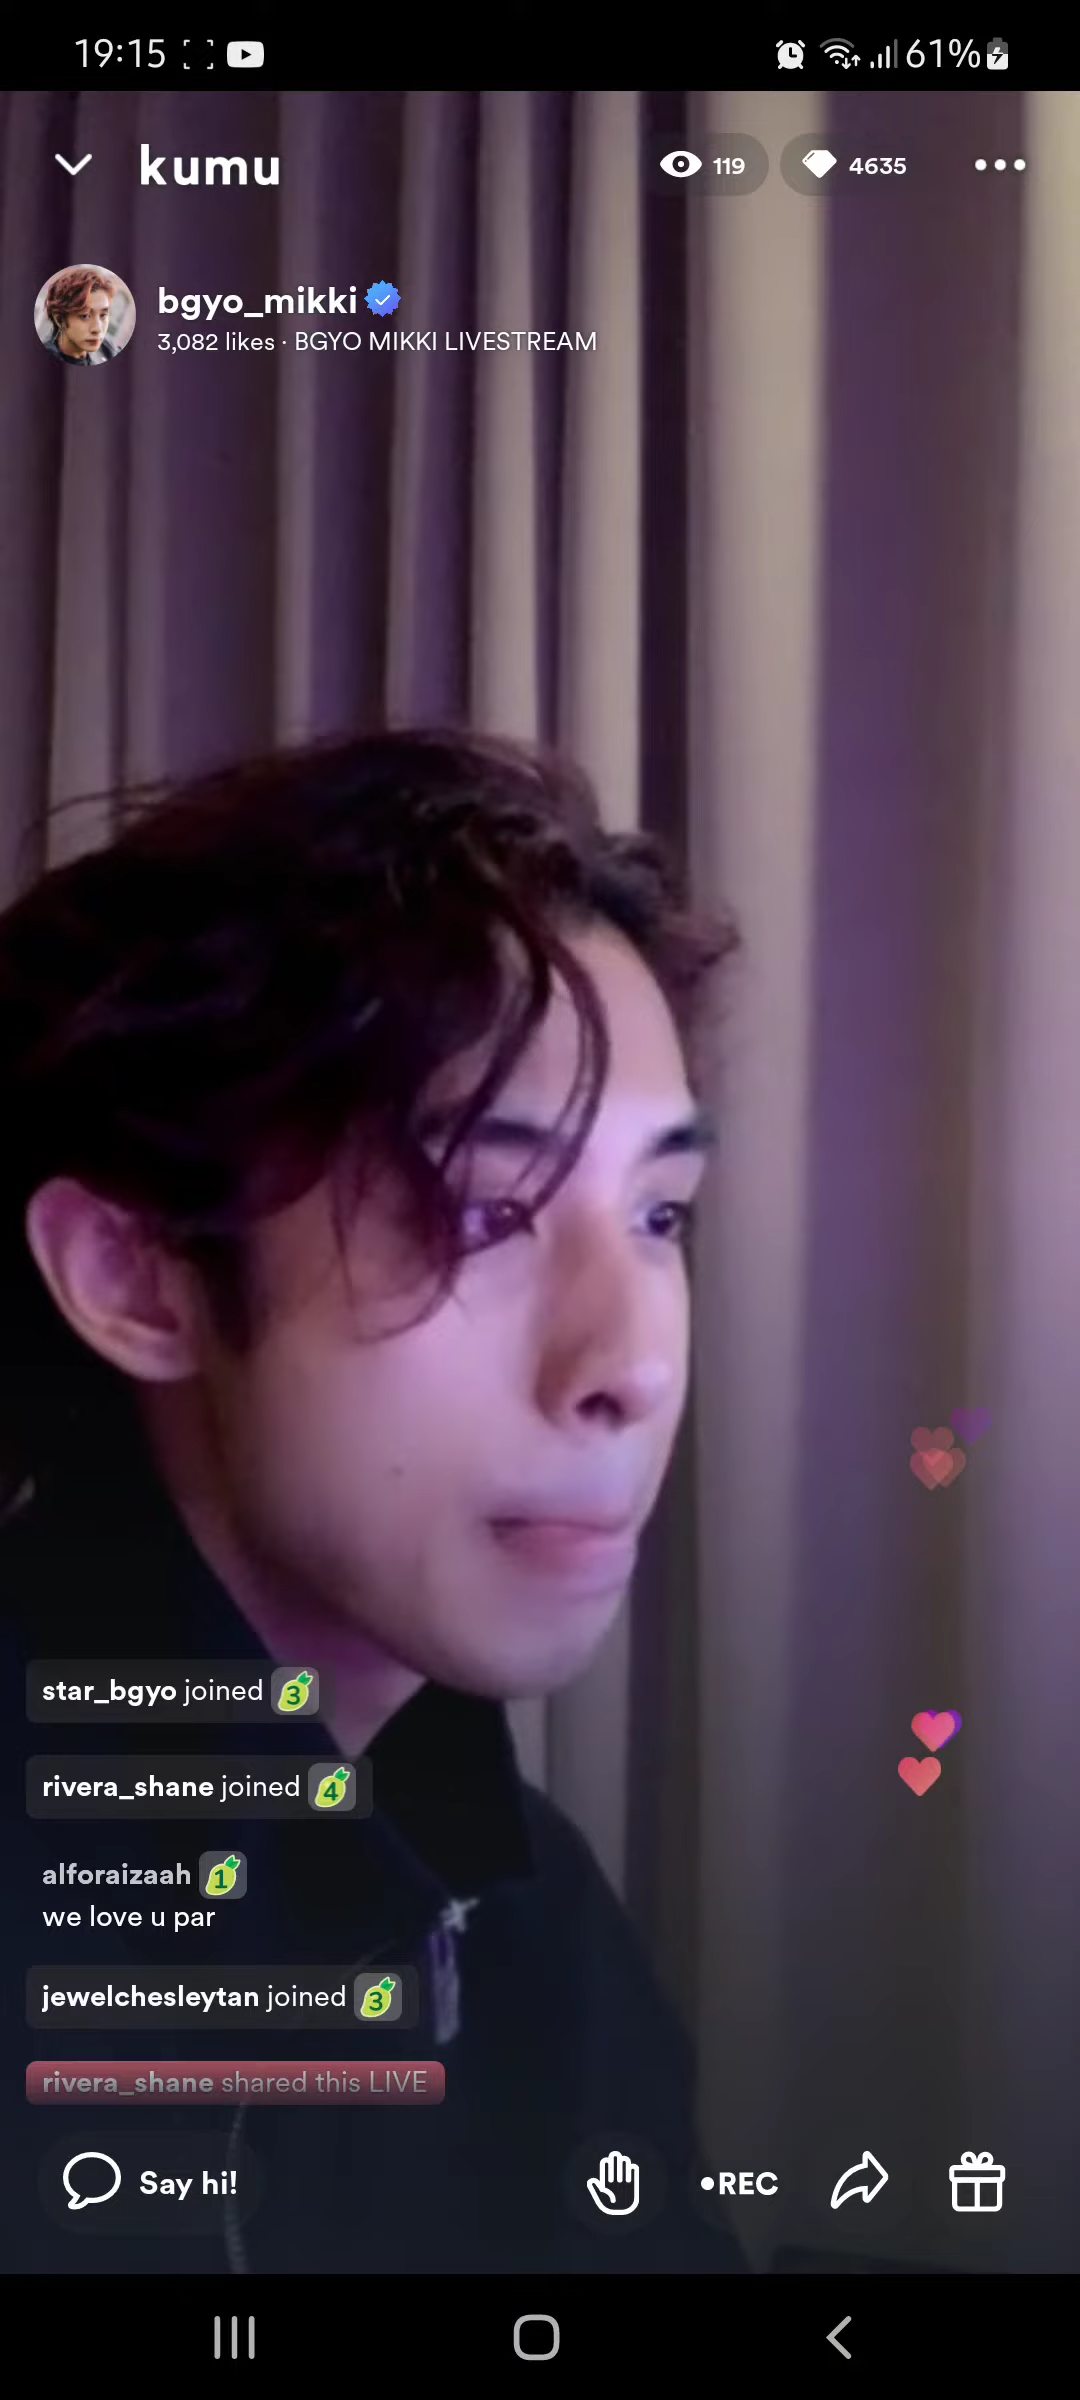 19:15
61%
kumu
119
4635
bgyo_mikki
3,082 likes · BGYO MIKKI LIVESTREAM
star_bgyo joined 3
rivera_shane joined 4
alforaizaah 1
we love u par
jewelchesleytan joined 3
rivera_shane shared this LIVE
Say hi!
•REC